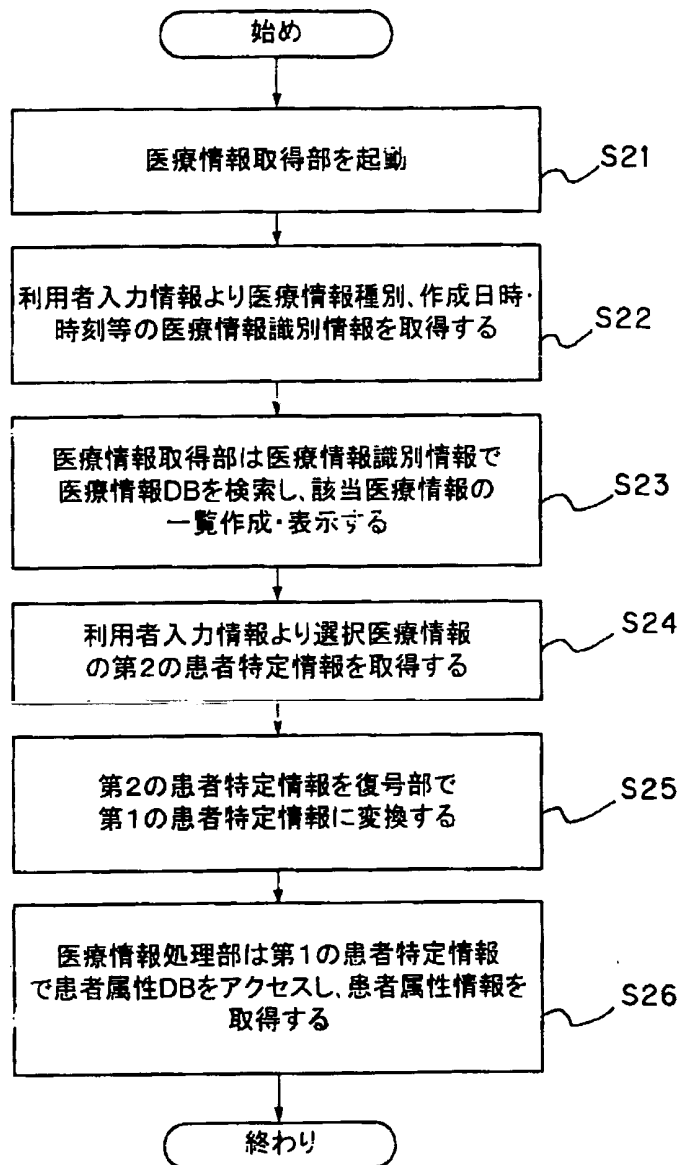 始め
医療情報取得部を起動
S21
利用者入力情報より医療情報種別、作成日時・
時刻等の医療情報識別情報を取得する
S22
医療情報取得部は医療情報識別情報で
医療情報DBを検索し、該当医療情報の
一覧作成・表示する
S23
利用者入力情報より選択医療情報
の第2の患者特定情報を取得する
S24
第2の患者特定情報を復号部で
第1の患者特定情報に変換する
S25
医療情報処理部は第1の患者特定情報
で患者属性DBをアクセスし、患者属性情報を
取得する
S26
終わり